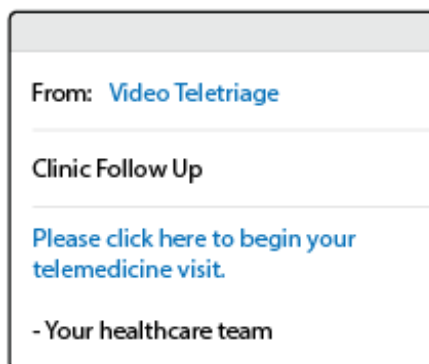 From: Video Teletriage
Clinic Follow Up
Please click here to begin your
telemedicine visit.
- Your healthcare team